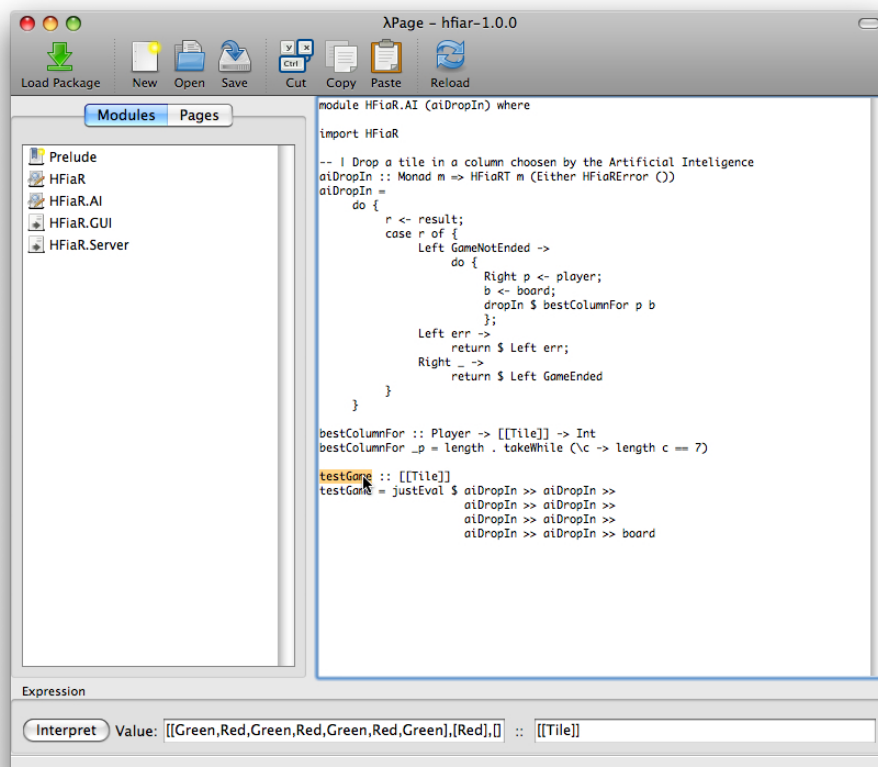 λPage - hfiar-1.0.0
y x
Ctrl
Load Package New Open Save Cut Copy Paste Reload
Modules Pages
Prelude
HFiaR
HFiaR.AI
HFiaR.GUI
HFiaR.Server
module HFiaR.AI (aiDropIn) where
import HFiaR
-- | Drop a tile in a column choosen by the Artificial Inteligence
aiDropIn :: Monad m => HFiaRT m (Either HFiaRError ())
aiDropIn =
do {
r <- result;
case r of {
Left GameNotEnded ->
do {
Right p <- player;
b <- board;
dropIn $ bestColumnFor p b
};
Left err ->
return $ Left err;
Right _ ->
return $ Left GameEnded
}
}
bestColumnFor :: Player -> [[Tile]] -> Int
bestColumnFor _p = length . takeWhile (\c -> length c == 7)
testGame :: [[Tile]]
testGame = justEval $ aiDropIn >> aiDropIn >>
aiDropIn >> aiDropIn >>
aiDropIn >> aiDropIn >>
aiDropIn >> aiDropIn >> board
Expression
Interpret Value: [[Green,Red,Green,Red,Green,Red,Green],[Red],[] :: [[Tile]]